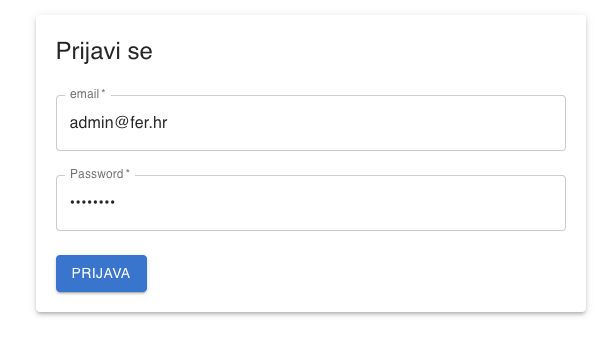 Prijavi se
email *
admin@fer.hr
Password *
••••••••
PRIJAVA